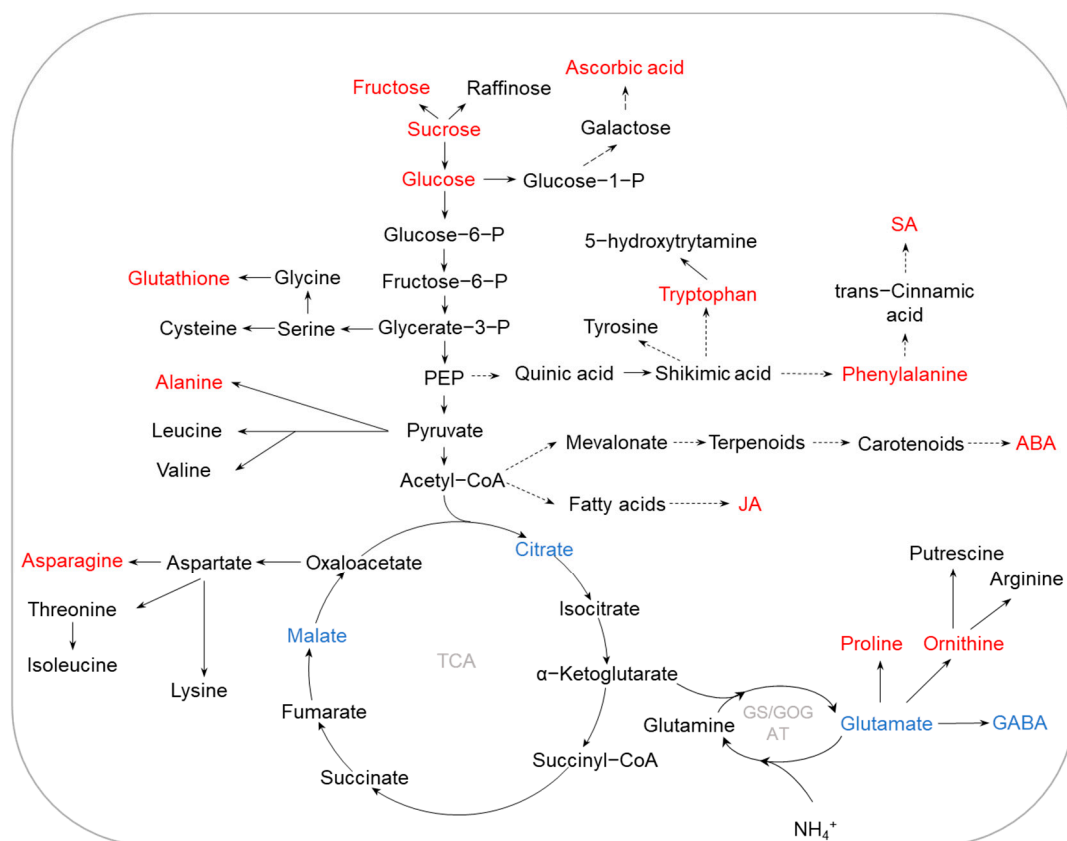 Ascorbic acid
Fructose
Raffinose
Sucrose
Galactose
Glucose
Glucose−1−P
Glucose−6−P
5−hydroxytrytamine
SA
Glutathione
Glycine
Fructose−6−P
Tryptophan
trans−Cinnamic
acid
Cysteine
Serine
Glycerate−3−P
Tyrosine
Alanine
PEP
Quinic acid
Shikimic acid
Phenylalanine
Leucine
Pyruvate
Mevalonate
Terpenoids
Carotenoids
ABA
Valine
Acetyl−CoA
Fatty acids
JA
Asparagine
Aspartate
Oxaloacetate
Citrate
Putrescine
Arginine
Threonine
Isocitrate
Malate
Proline
Ornithine
Isoleucine
TCA
α−Ketoglutarate
Lysine
Fumarate
Glutamine
GS/GOG
AT
Glutamate
GABA
Succinate
Succinyl−CoA
NH₄⁺